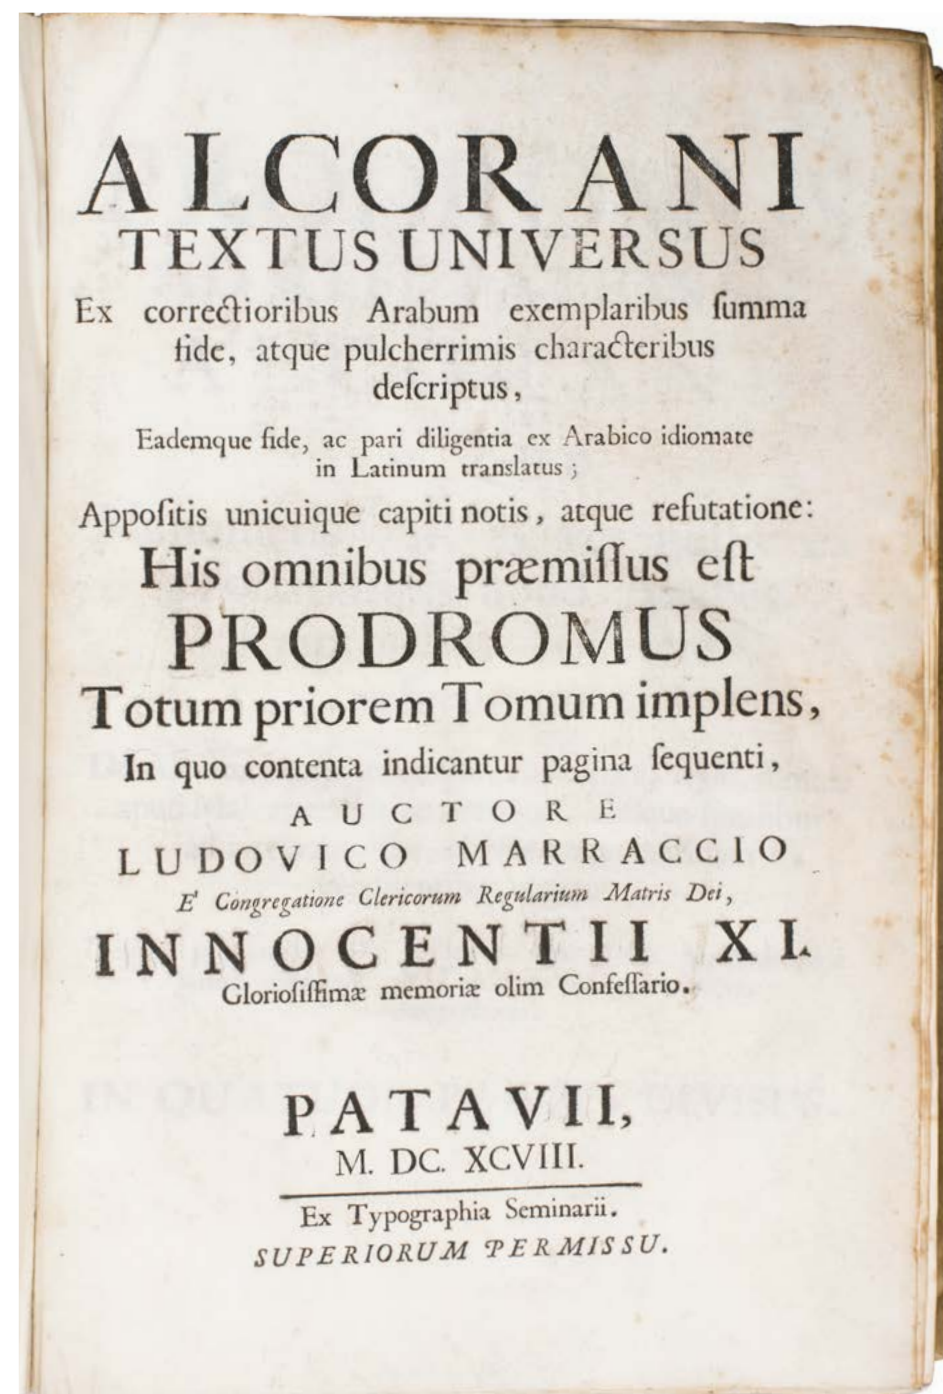 ALCORANI
TEXTUS UNIVERSUS
Ex correctioribus Arabum exemplaribus ſumma
fide, atque pulcherrimis characteribus
deſcriptus,
Eademque fide, ac pari diligentia ex Arabico idiomate
in Latinum translatus;
Appoſitis unicuique capiti notis, atque refutatione:
His omnibus præmiſſus eſt
PRODROMUS
Totum priorem Tomum implens,
In quo contenta indicantur pagina ſequenti,
AUCTORE
LUDOVICO MARRACCIO
E' Congregatione Clericorum Regularium Matris Dei,
INNOCENTII XI.
Glorioſiſſimæ memoriæ olim Confeſſario.
PATAVII,
M. DC. XCVIII.
Ex Typographia Seminarii.
SUPERIORUM PERMISSU.